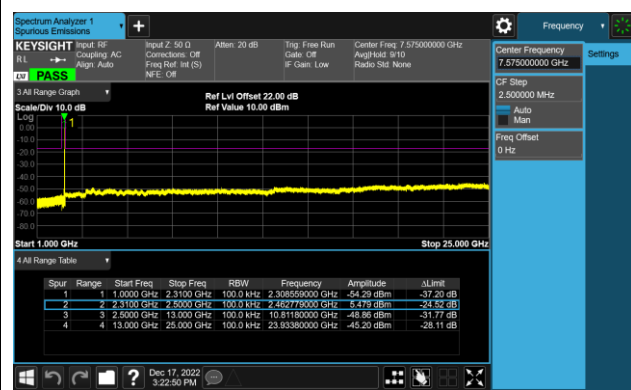 Spectrum Analyzer 1
Spurious Emissions
Frequency
KEYSIGHT
Input: RF
Input Z: 50 Ω
Atten: 20 dB
Trig: Free Run
Center Freq: 7.575000000 GHz
RL
Coupling: AC
Corrections: Off
Gate: Off
Avg|Hold: 9/10
Align: Auto
Freq Ref: Int (S)
IF Gain: Low
Radio Std: None
NFE: Off
LXI
PASS
Center Frequency
7.575000000 GHz
Settings
CF Step
2.500000 MHz
Auto
Man
Freq Offset
0 Hz
3 All Range Graph
Ref Lvl Offset 22.00 dB
Scale/Div 10.0 dB
Ref Value 10.00 dBm
Log
1
0.00
-10.0
-20.0
-30.0
-40.0
-50.0
-60.0
-70.0
-80.0
Start 1.000 GHz
Stop 25.000 GHz
4 All Range Table
Spur Range Start Freq Stop Freq RBW Frequency Amplitude ΔLimit
1 1 1.0000 GHz 2.3100 GHz 100.0 kHz 2.308559000 GHz -54.29 dBm -37.20 dB
2 2 2.3100 GHz 2.5000 GHz 100.0 kHz 2.462779000 GHz 5.479 dBm -24.52 dB
3 3 2.5000 GHz 13.000 GHz 100.0 kHz 10.81180000 GHz -48.86 dBm -31.77 dB
4 4 13.000 GHz 25.000 GHz 100.0 kHz 23.93380000 GHz -45.20 dBm -28.11 dB
?
Dec 17, 2022
3:22:50 PM